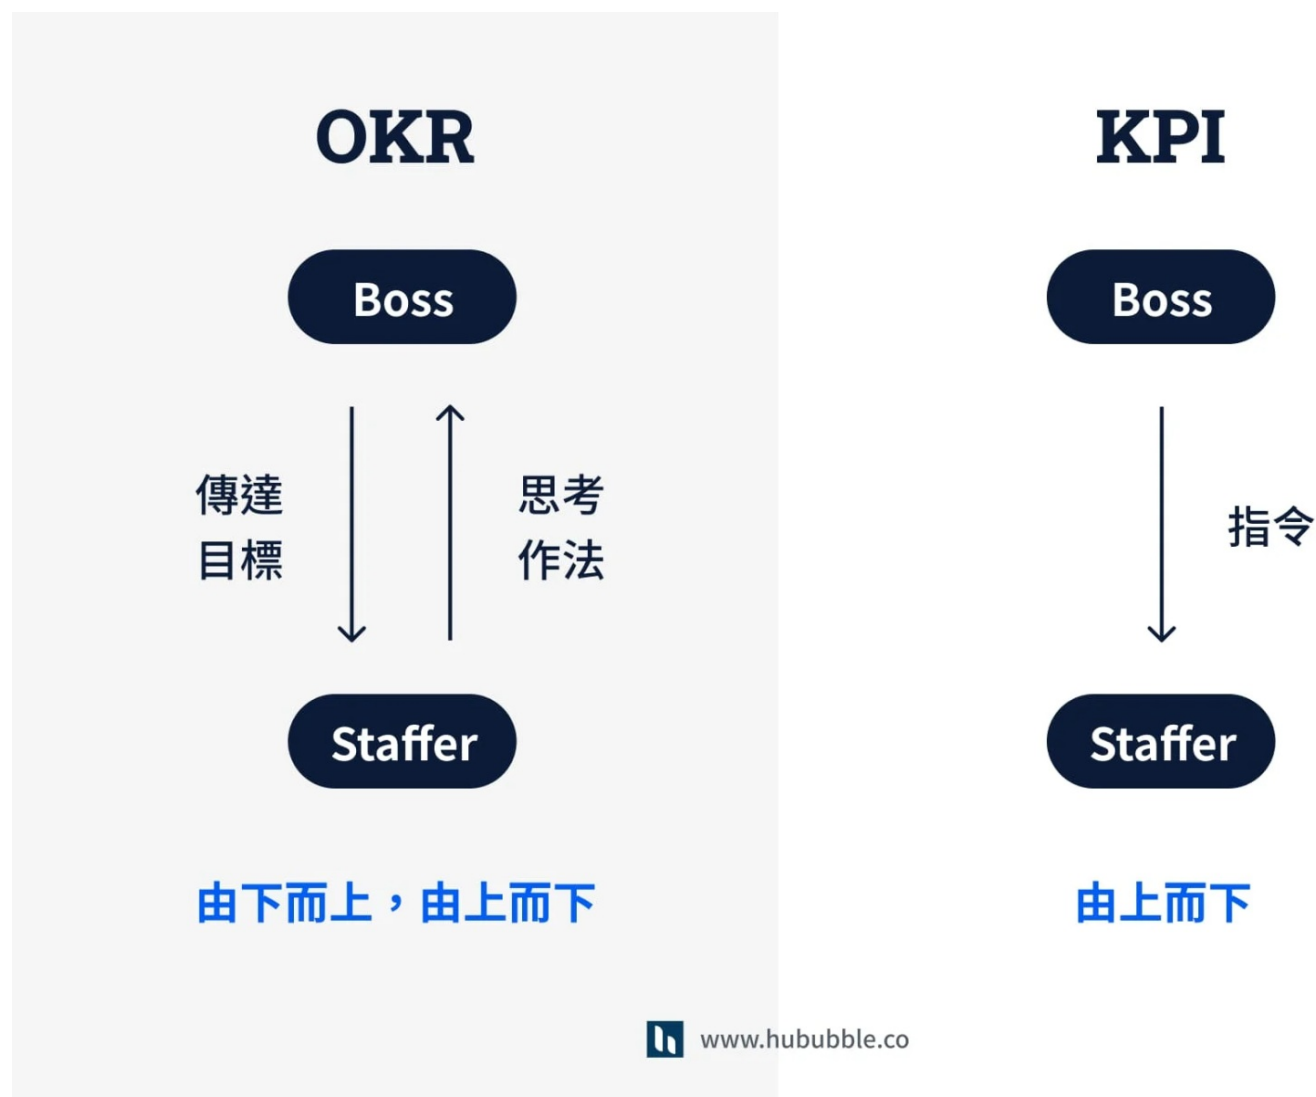 OKR
Boss
傳達
目標
思考
作法
Staffer
由下而上，由上而下
KPI
Boss
指令
Staffer
由上而下
www.hububble.co